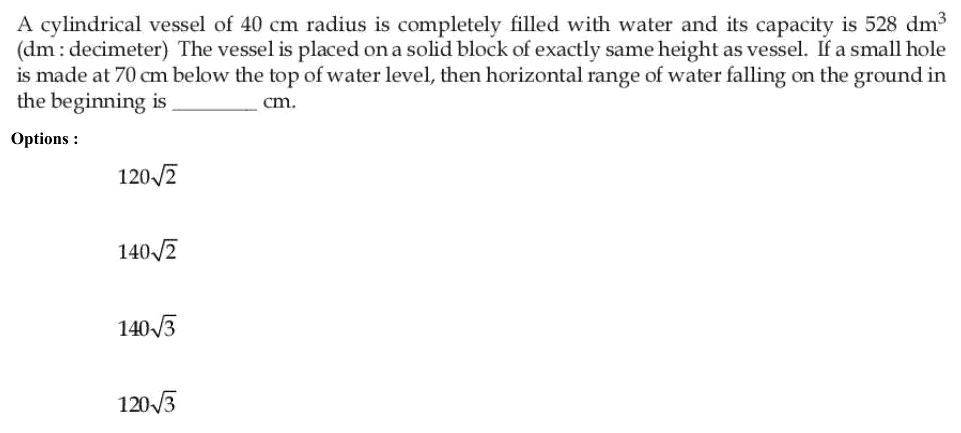 A cylindrical vessel of 40 cm radius is completely filled with water and its capacity is 528 dm³
(dm : decimeter) The vessel is placed on a solid block of exactly same height as vessel. If a small hole
is made at 70 cm below the top of water level, then horizontal range of water falling on the ground in
the beginning is ________ cm.
Options :
120√2
140√2
140√3
120√3